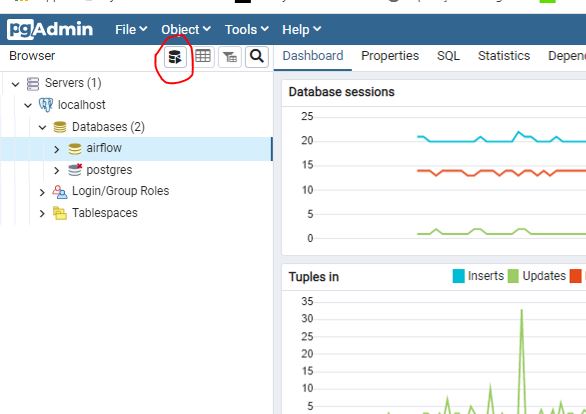 pgAdmin File Object Tools Help
Browser Dashboard Properties SQL Statistics
Servers (1)
localhost
Databases (2)
airflow
postgres
Login/Group Roles
Tablespaces
Database sessions
25
20
15
10
5
0
Tuples in
Inserts Updates
35
30
25
20
15
10
5